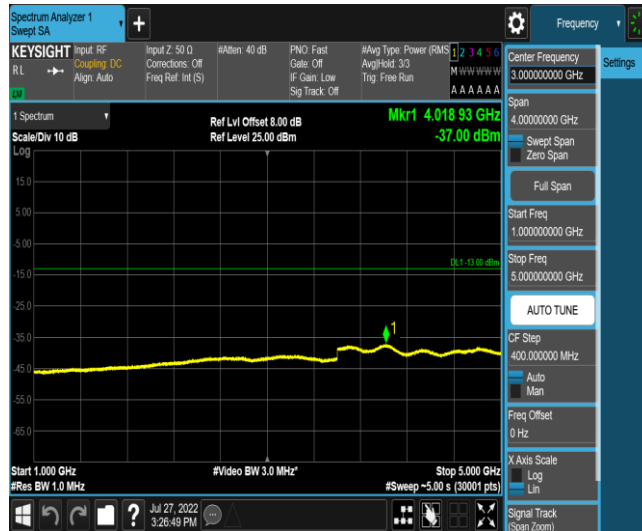 Spectrum Analyzer 1
Swept SA
Frequency
KEYSIGHT
R L
LXI
Input: RF
Coupling: DC
Align: Auto
Input Z: 50 Ω
Corrections: Off
Freq Ref: Int (S)
#Atten: 40 dB
PNO: Fast
Gate: Off
IF Gain: Low
Sig Track: Off
#Avg Type: Power (RMS
Avg|Hold: 3/3
Trig: Free Run
1 2 3 4 5 6
M W W W W W
A A A A A A
1 Spectrum
Scale/Div 10 dB
Log
Ref Lvl Offset 8.00 dB
Ref Level 25.00 dBm
Mkr1 4.018 93 GHz
-37.00 dBm
15.0
5.00
-5.00
-15.0
-25.0
-35.0
-45.0
-55.0
-65.0
DL1 -13.00 dBm
1
Start 1.000 GHz
#Res BW 1.0 MHz
#Video BW 3.0 MHz*
Stop 5.000 GHz
#Sweep ~5.00 s (30001 pts)
?
Jul 27, 2022
3:26:49 PM
Center Frequency
3.000000000 GHz
Settings
Span
4.00000000 GHz
Swept Span
Zero Span
Full Span
Start Freq
1.000000000 GHz
Stop Freq
5.000000000 GHz
AUTO TUNE
CF Step
400.000000 MHz
Auto
Man
Freq Offset
0 Hz
X Axis Scale
Log
Lin
Signal Track
(Span Zoom)